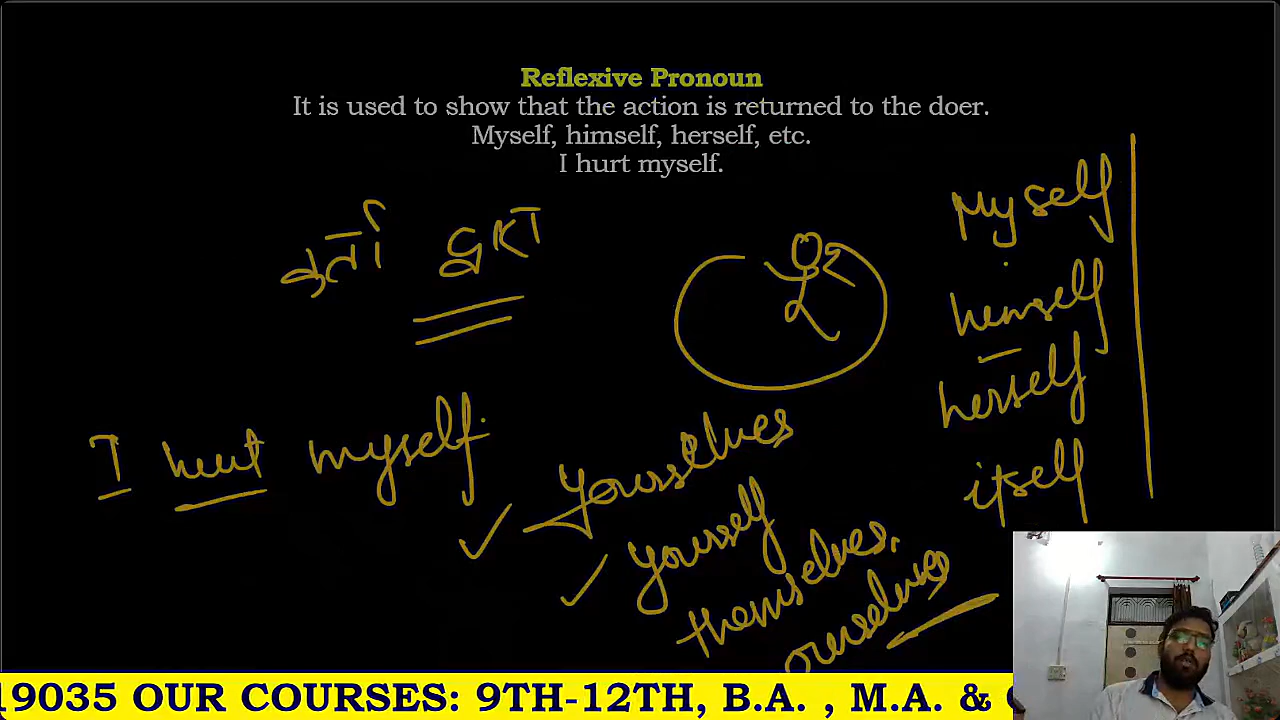 Reflexive Pronoun
It is used to show that the action is returned to the doer.
Myself, himself, herself, etc.
I hurt myself.
Myself
कर्ता
himself
herself
I hurt myself.
yourselves
itself
yourself
themselves,
ourselves
19035 OUR COURSES: 9TH-12TH, B.A. , M.A. &